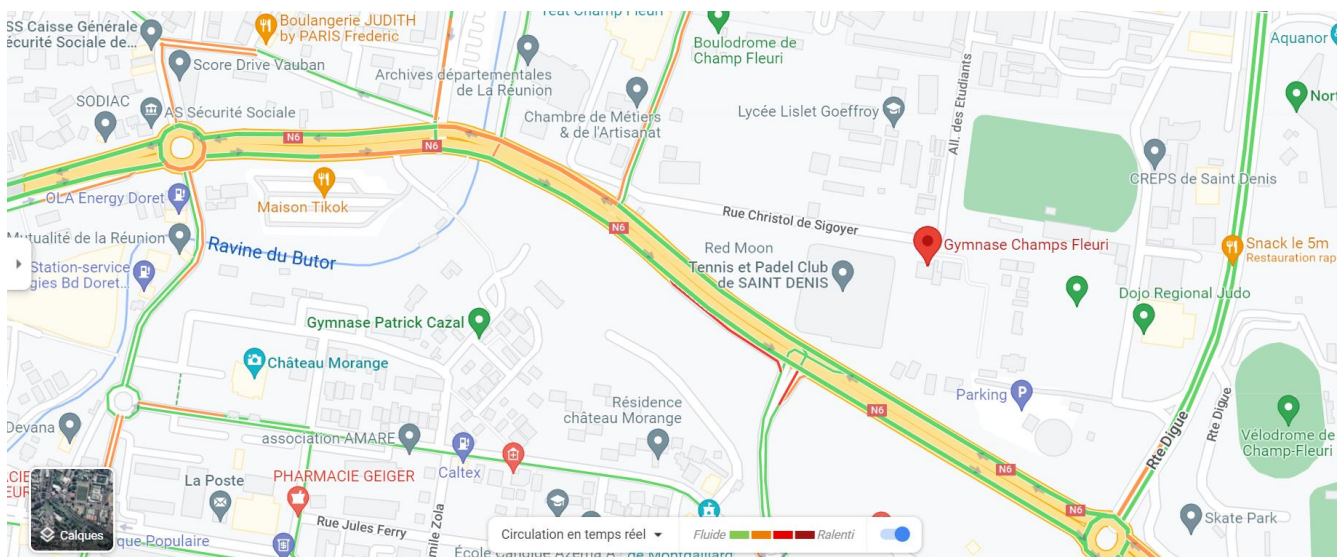 SS Caisse Générale
écurité Sociale de...
Boulangerie JUDITH
by PARIS Frederic
Score Drive Vauban
SODIAC
AS Sécurité Sociale
Archives départementales
de La Réunion
Chambre de Métiers
& de l'Artisanat
Boulodrome de
Champ Fleuri
Lycée Lislet Geoffroy
All. des Etudiants
Aquanor
Nort
CREPS de Saint Denis
N6
N6
OLA Energy Doret
Maison Tikok
Mutualité de la Réunion
Ravine du Butor
Station-service
gies Bd Doret...
N6
Rue Christol de Sigoyer
Red Moon
Tennis et Padel Club
de SAINT DENIS
Gymnase Champs Fleuri
Snack le 5m
Restauration rap
Dojo Regional Judo
Gymnase Patrick Cazal
Château Morange
Parking
Résidence
château Morange
N6
Rte Digue
Rte Digue
Vélodrome de
Champ-Fleuri
Devana
association AMARE
Caltex
PHARMACIE GEIGER
La Poste
Rue Jules Ferry
mile Zola
N6
Skate Park
Calques
que Populaire
Circulation en temps réel
Fluide
Ralenti